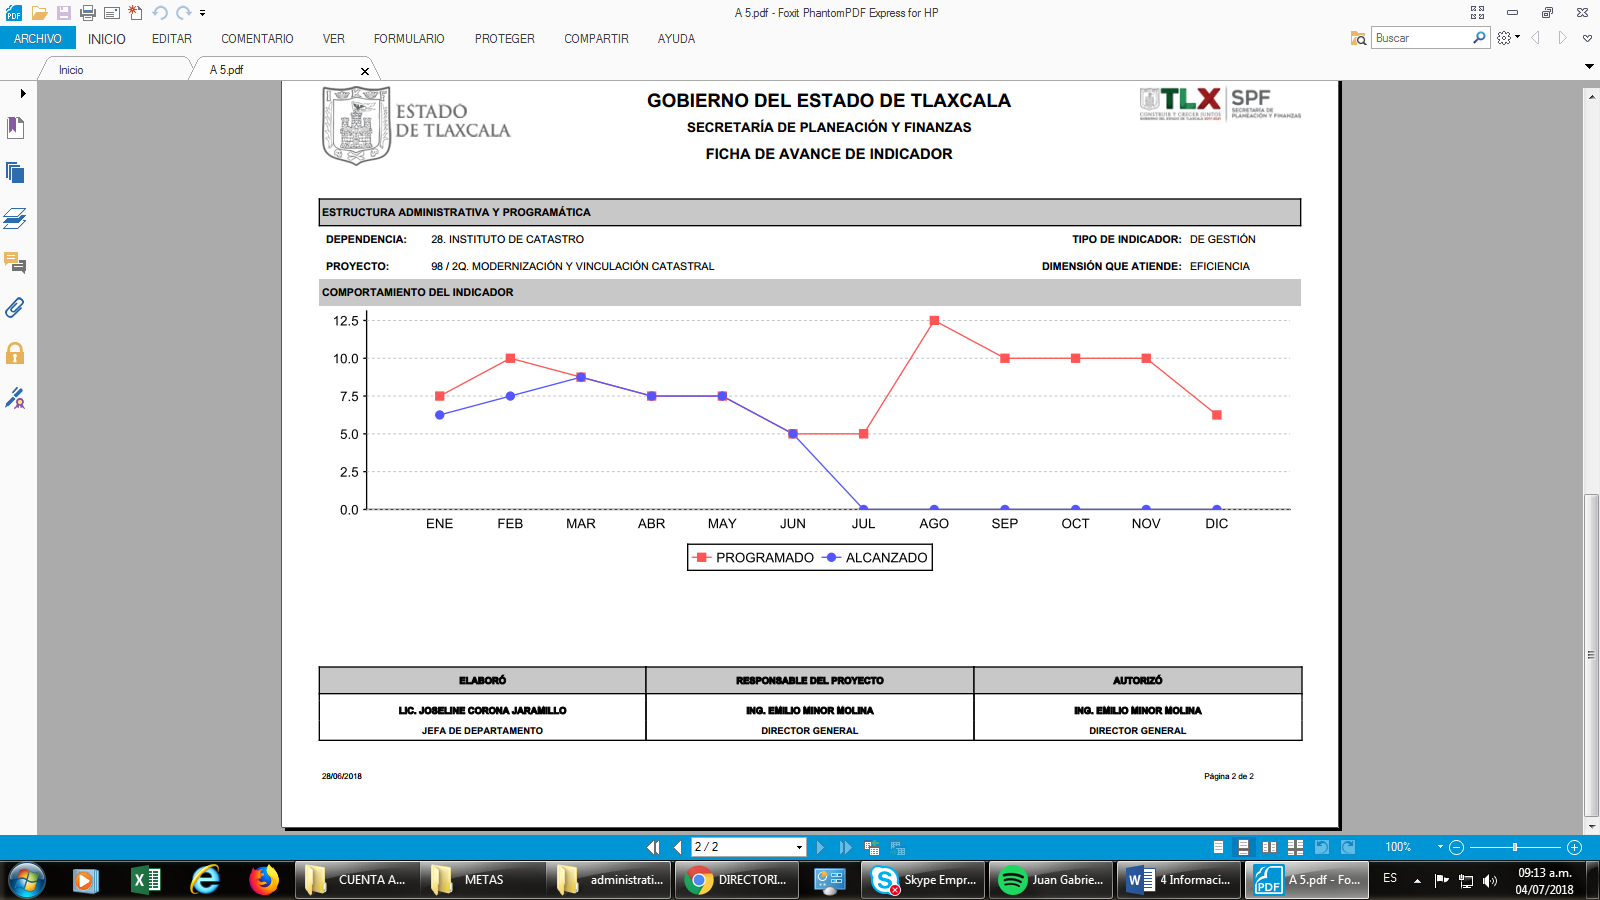 A 5.pdf - Foxit PhantomPDF Express for HP
ARCHIVO INICIO EDITAR COMENTARIO VER FORMULARIO PROTEGER COMPARTIR AYUDA
Buscar
Inicio
A 5.pdf
ESTADO
DE TLAXCALA
GOBIERNO DEL ESTADO DE TLAXCALA
SECRETARÍA DE PLANEACIÓN Y FINANZAS
FICHA DE AVANCE DE INDICADOR
TLX
CONSTRUIR Y CRECER JUNTOS
SPF
SECRETARÍA DE
PLANEACIÓN Y FINANZAS
ESTRUCTURA ADMINISTRATIVA Y PROGRAMÁTICA
DEPENDENCIA: 28. INSTITUTO DE CATASTRO TIPO DE INDICADOR: DE GESTIÓN
PROYECTO: 98 / 2Q. MODERNIZACIÓN Y VINCULACIÓN CATASTRAL DIMENSIÓN QUE ATIENDE: EFICIENCIA
COMPORTAMIENTO DEL INDICADOR
12.5
10.0
7.5
5.0
2.5
0.0
ENE FEB MAR ABR MAY JUN JUL AGO SEP OCT NOV DIC
PROGRAMADO ALCANZADO
ELABORÓ RESPONSABLE DEL PROYECTO AUTORIZÓ
LIC. JOSELINE CORONA JARAMILLO ING. EMILIO MINOR MOLINA ING. EMILIO MINOR MOLINA
JEFA DE DEPARTAMENTO DIRECTOR GENERAL DIRECTOR GENERAL
28/06/2018 Página 2 de 2
2 / 2
100%
CUENTA A... METAS administrati... DIRECTORI... Skype Empr... Juan Gabrie... 4 Informaci... A 5.pdf - Fo... ES
09:13 a.m.
04/07/2018